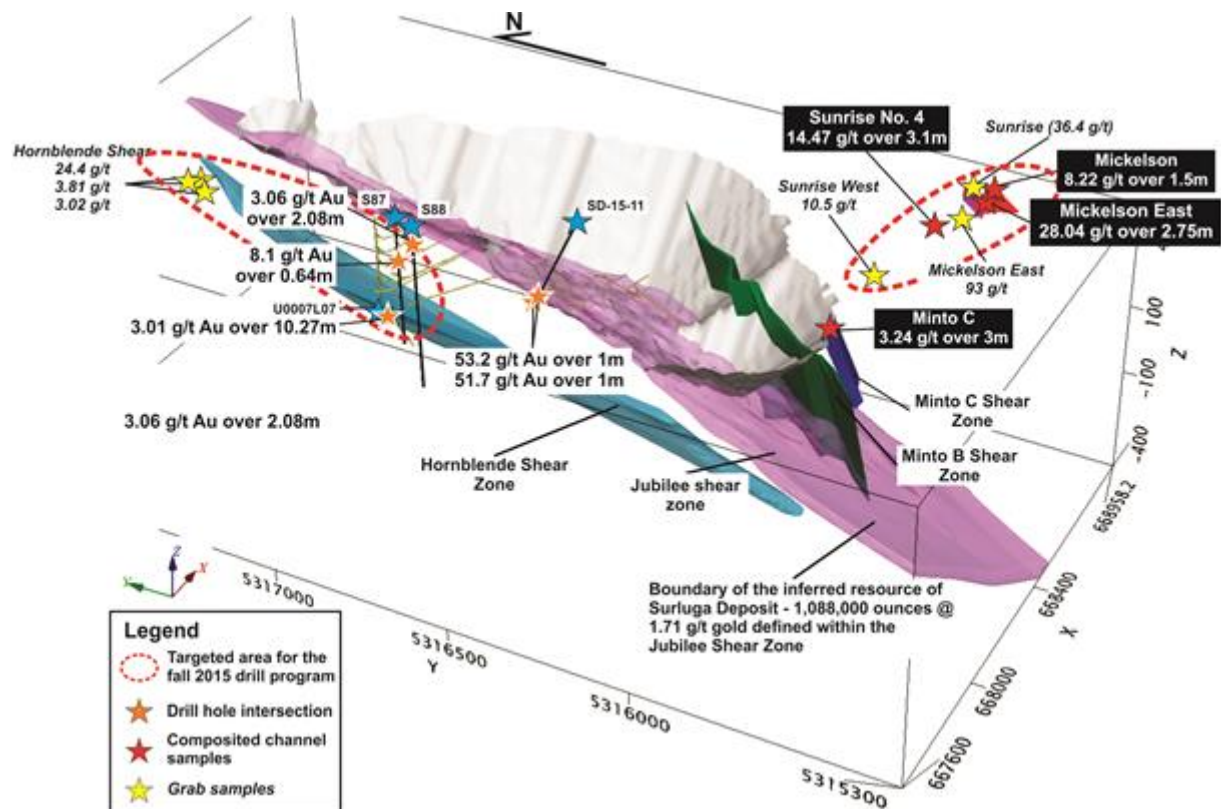 N
Sunrise No. 4
14.47 g/t over 3.1m
Sunrise (36.4 g/t)
Mickelson
8.22 g/t over 1.5m
Hornblende Shear
24.4 g/t
3.81 g/t
3.02 g/t
Sunrise West
10.5 g/t
Mickelson East
28.04 g/t over 2.75m
3.06 g/t Au
over 2.08m
S87
S88
SD-15-11
8.1 g/t Au
over 0.64m
Mickelson East
93 g/t
U0007L07
3.01 g/t Au over 10.27m
Minto C
3.24 g/t over 3m
53.2 g/t Au over 1m
51.7 g/t Au over 1m
3.06 g/t Au over 2.08m
Minto C Shear
Zone
Minto B Shear
Zone
Hornblende Shear
Zone
Jubilee shear
zone
100
-100
-400
Z
668958.2
668400
X
668000
667600
Boundary of the inferred resource of
Surluga Deposit - 1,088,000 ounces @
1.71 g/t gold defined within the
Jubilee Shear Zone
Y
Z
X
5317000
5316500
Y
5316000
5315300
Legend
Targeted area for the
fall 2015 drill program
Drill hole intersection
Composited channel
samples
Grab samples